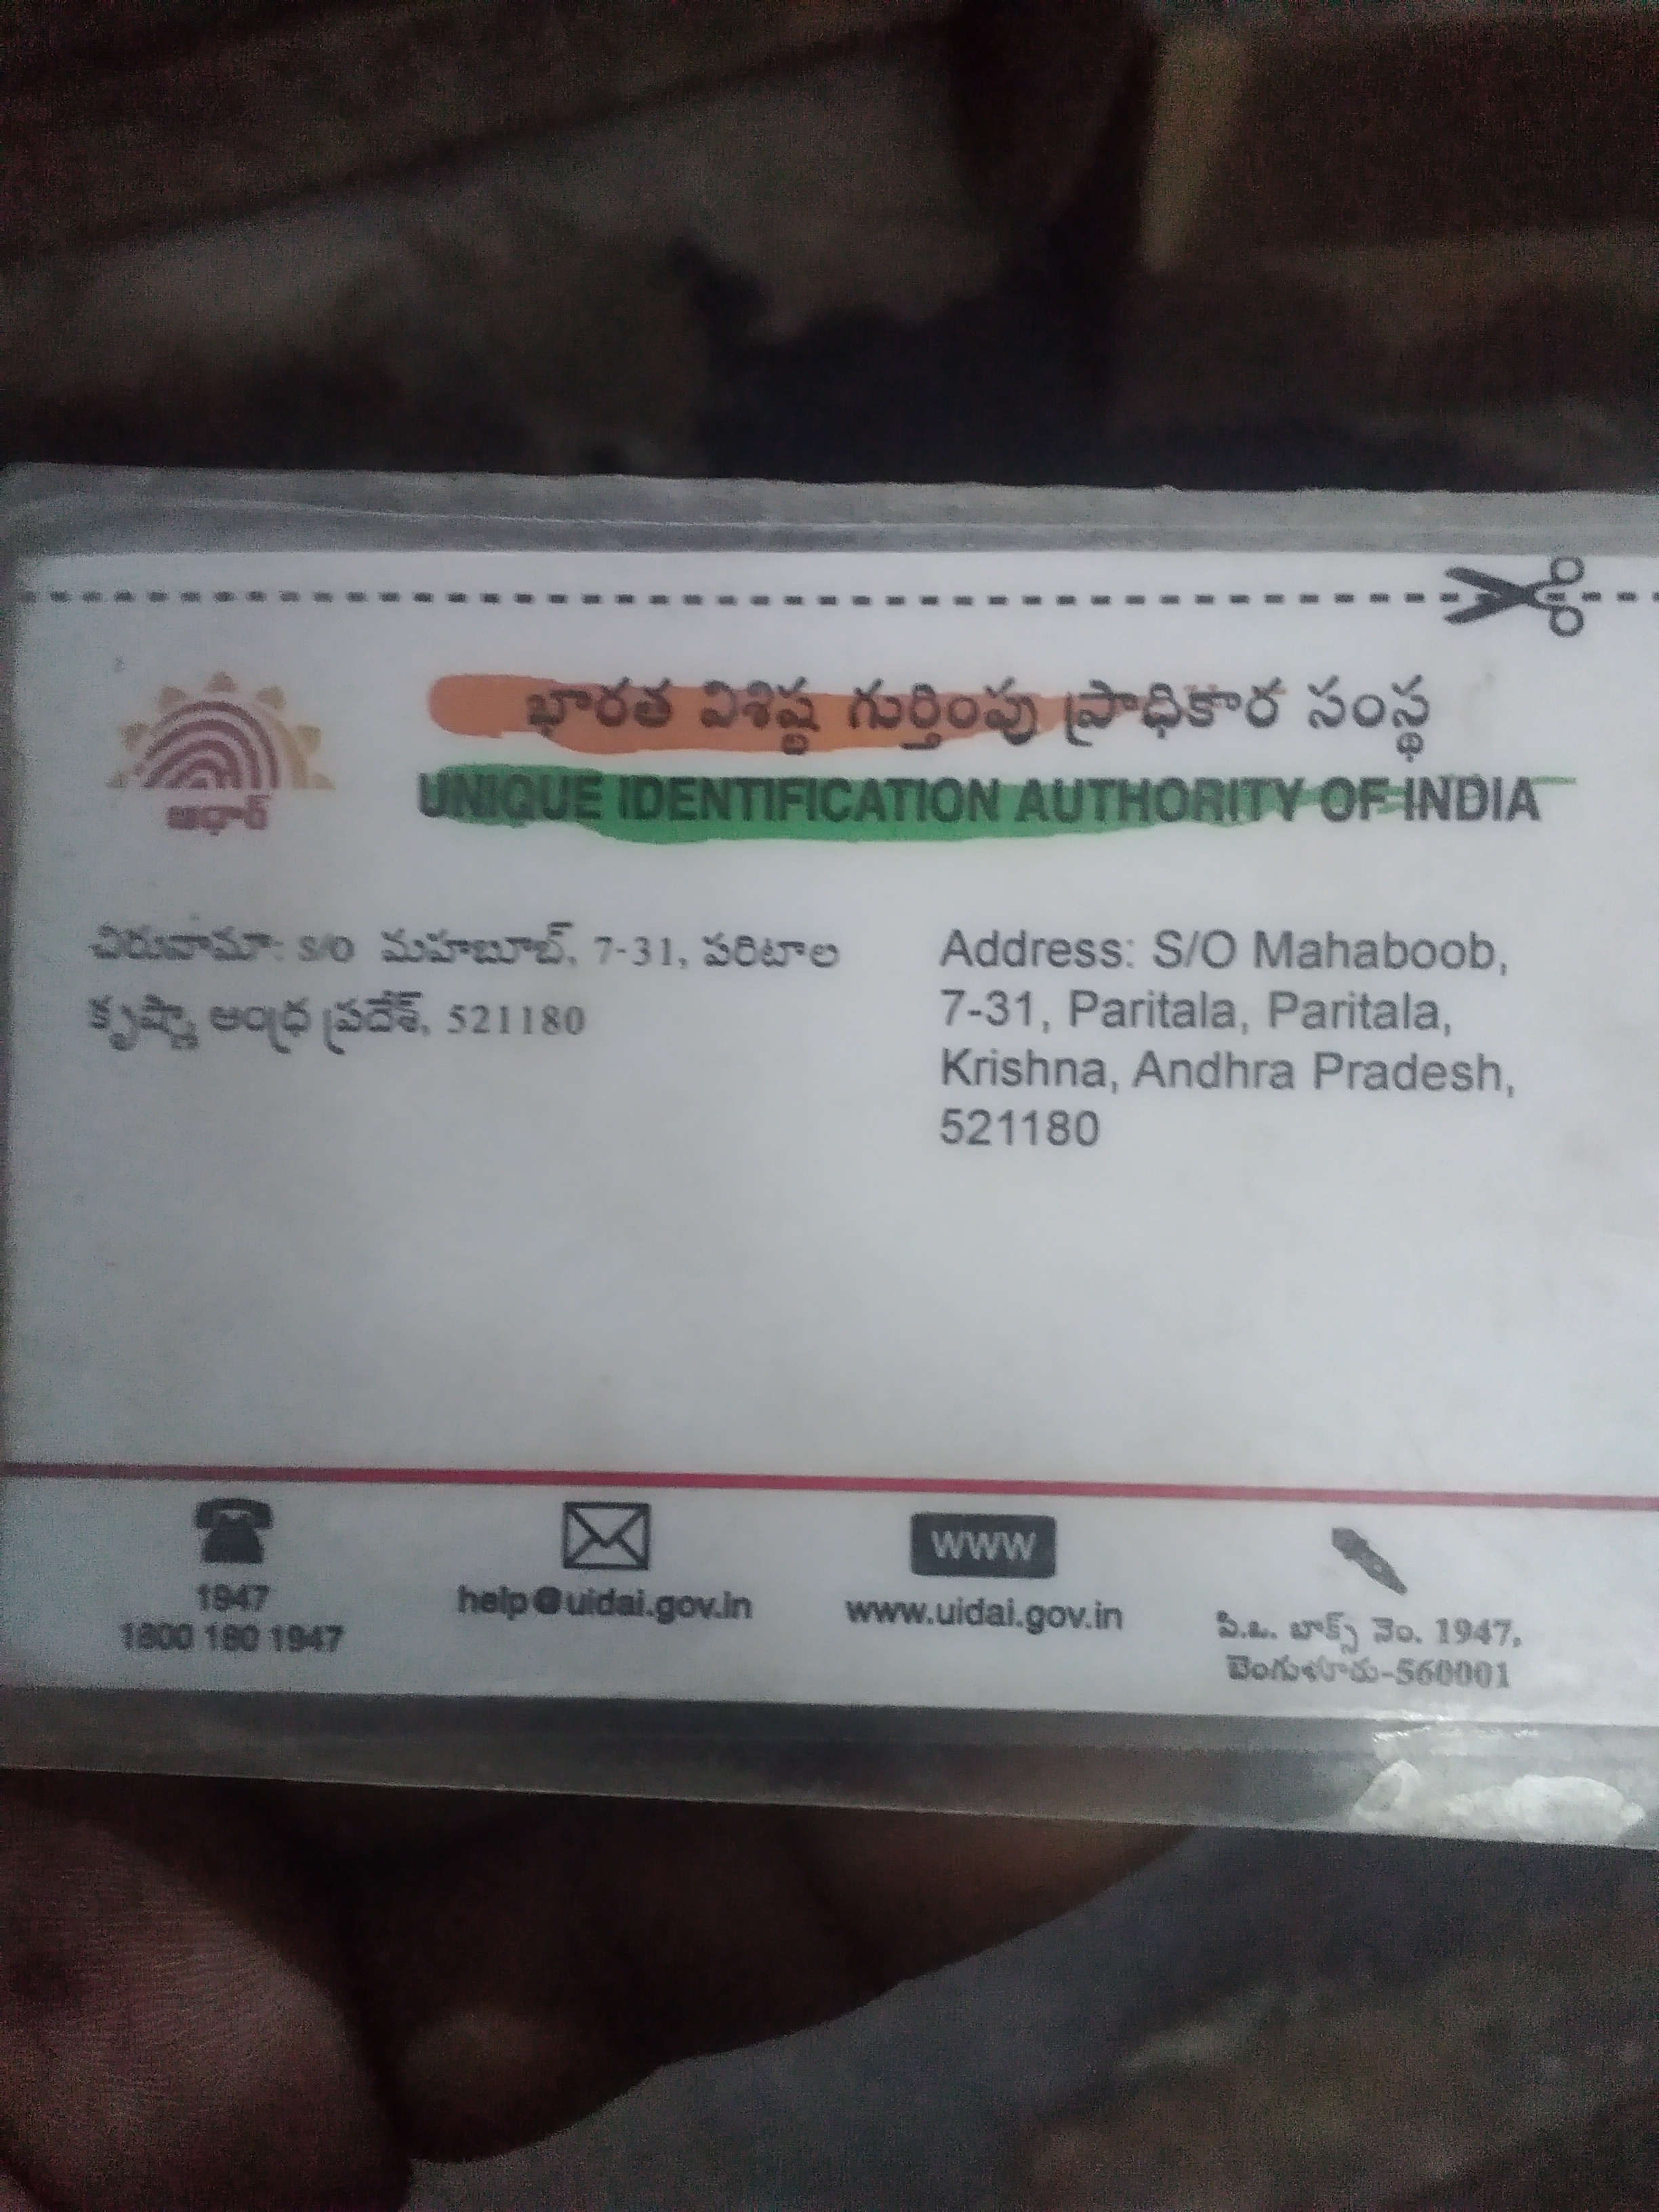 భారత విశిష్ట గుర్తింపు ప్రాధికార సంస్థ
UNIQUE IDENTIFICATION AUTHORITY OF INDIA
ఆధార్
చిరునామా: S/O మహబూబ్, 7-31, పరిటాల
కృష్ణా ఆంధ్ర ప్రదేశ్, 521180
Address: S/O Mahaboob,
7-31, Paritala, Paritala,
Krishna, Andhra Pradesh,
521180
1947
1800 180 1947
help@uidai.gov.in
WWW
www.uidai.gov.in
పి.ఒ. బాక్స్ నెం. 1947,
బెంగుళూరు-560001